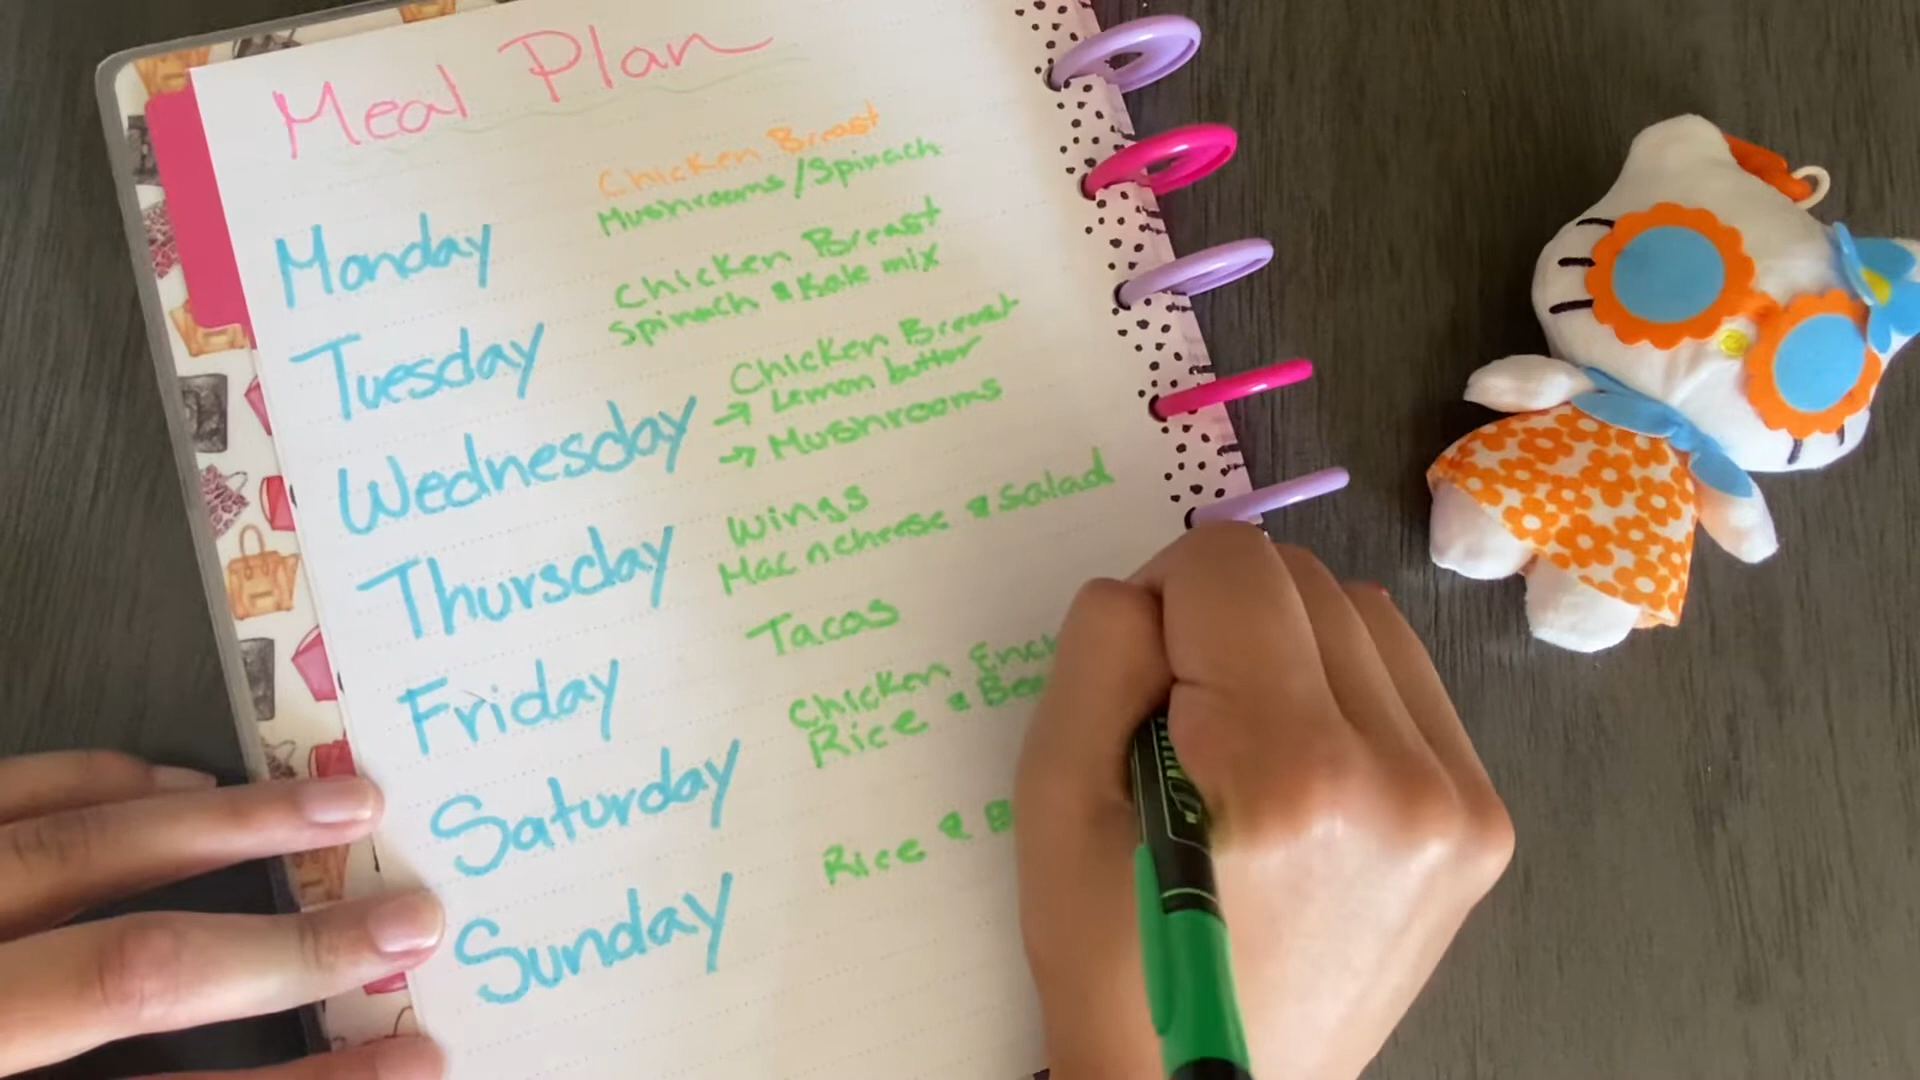 Meal Plan
Chicken Breast
Mushrooms/Spinach
Monday
Chicken Breast
Spinach & Kale mix
Tuesday
Chicken Breast
→ Lemon butter
→ Mushrooms
Wednesday
Wings
Mac n cheese & Salad
Thursday
Tacos
Friday
Chicken
Rice &
Saturday
Rice &
Sunday